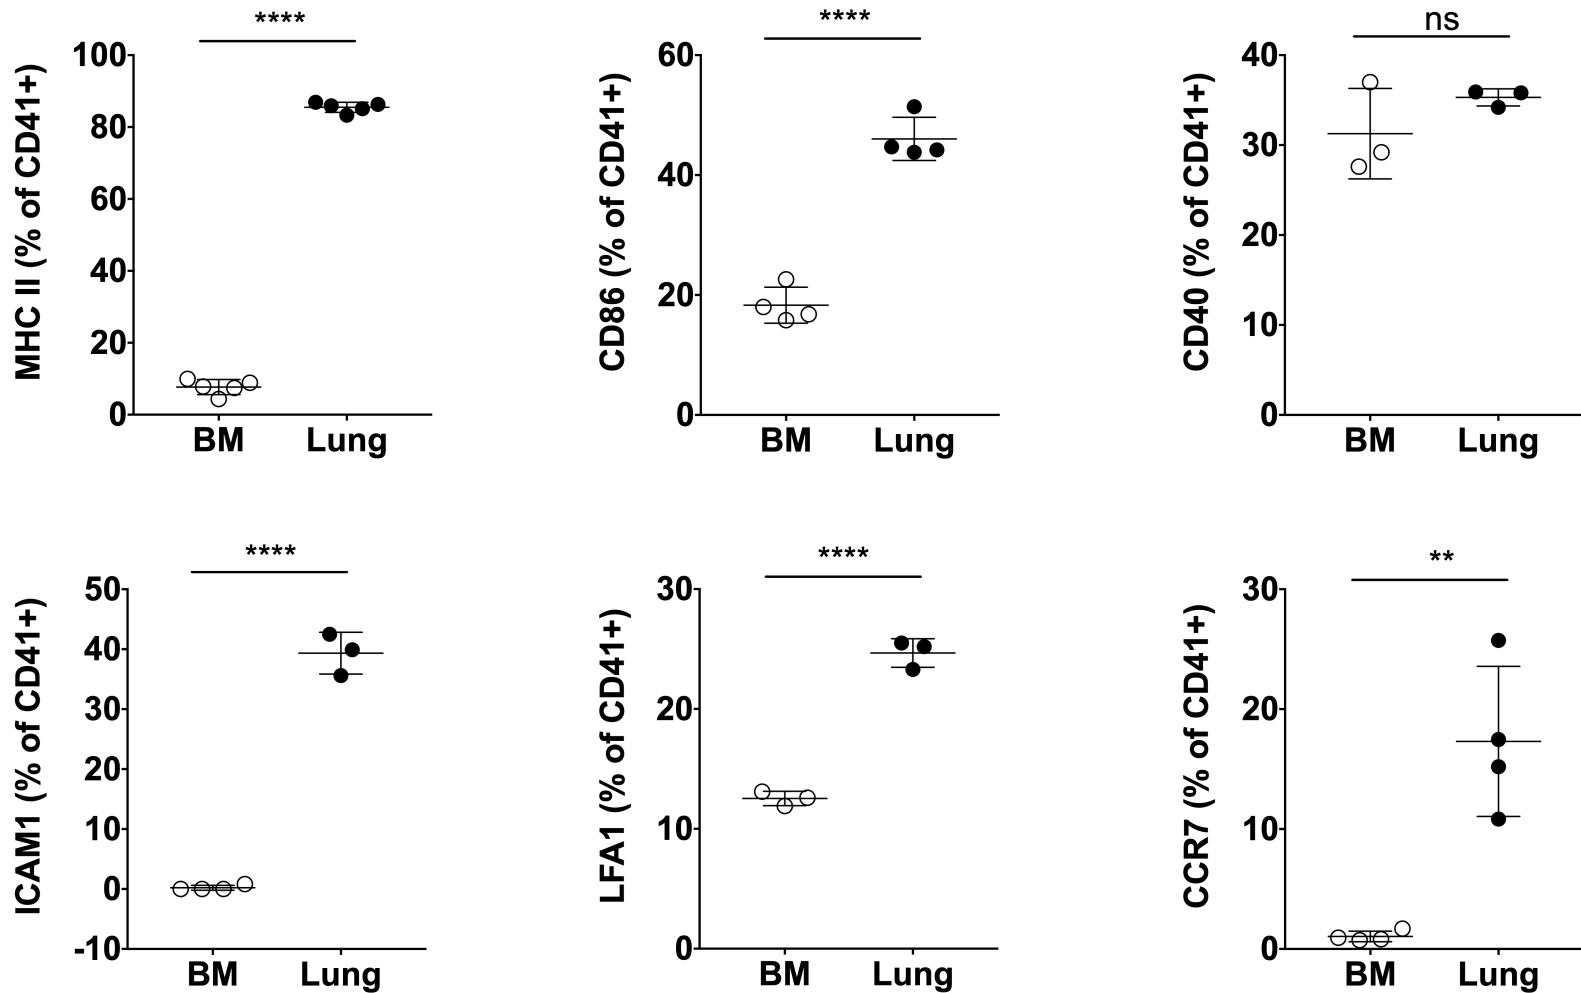 ****
MHC II (% of CD41+)
100
80
60
40
20
0
BM Lung
****
CD86 (% of CD41+)
60
40
20
0
BM Lung
ns
CD40 (% of CD41+)
40
30
20
10
0
BM Lung
****
ICAM1 (% of CD41+)
50
40
30
20
10
0
-10
BM Lung
****
LFA1 (% of CD41+)
30
20
10
0
BM Lung
**
CCR7 (% of CD41+)
30
20
10
0
BM Lung